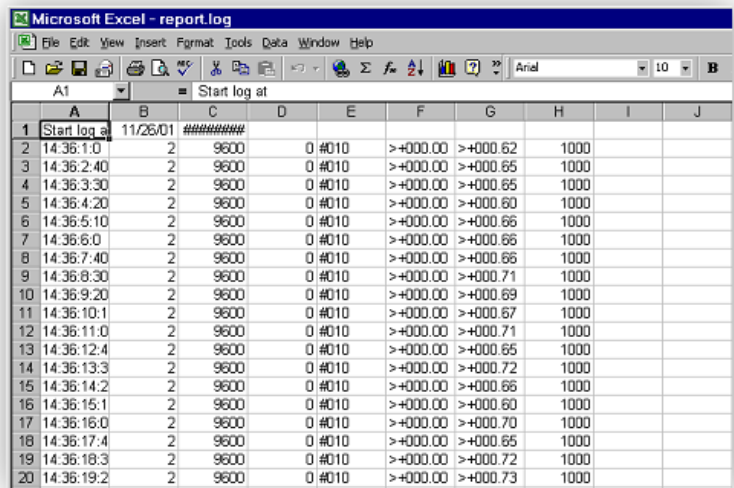 Microsoft Excel - report.log
File Edit View Insert Format Tools Data Window Help
Arial 10 B
A1 = Start log at
A B C D E F G H I J
1 Start log a 11/26/01 ########
2 14:36:1:0 2 9600 0 #010 >+000.00 >+000.62 1000
3 14:36:2:40 2 9600 0 #010 >+000.00 >+000.65 1000
4 14:36:3:30 2 9600 0 #010 >+000.00 >+000.65 1000
5 14:36:4:20 2 9600 0 #010 >+000.00 >+000.60 1000
6 14:36:5:10 2 9600 0 #010 >+000.00 >+000.66 1000
7 14:36:6:0 2 9600 0 #010 >+000.00 >+000.66 1000
8 14:36:7:40 2 9600 0 #010 >+000.00 >+000.66 1000
9 14:36:8:30 2 9600 0 #010 >+000.00 >+000.71 1000
10 14:36:9:20 2 9600 0 #010 >+000.00 >+000.69 1000
11 14:36:10:1 2 9600 0 #010 >+000.00 >+000.67 1000
12 14:36:11:0 2 9600 0 #010 >+000.00 >+000.71 1000
13 14:36:12:4 2 9600 0 #010 >+000.00 >+000.65 1000
14 14:36:13:3 2 9600 0 #010 >+000.00 >+000.72 1000
15 14:36:14:2 2 9600 0 #010 >+000.00 >+000.66 1000
16 14:36:15:1 2 9600 0 #010 >+000.00 >+000.60 1000
17 14:36:16:0 2 9600 0 #010 >+000.00 >+000.70 1000
18 14:36:17:4 2 9600 0 #010 >+000.00 >+000.65 1000
19 14:36:18:3 2 9600 0 #010 >+000.00 >+000.72 1000
20 14:36:19:2 2 9600 0 #010 >+000.00 >+000.73 1000